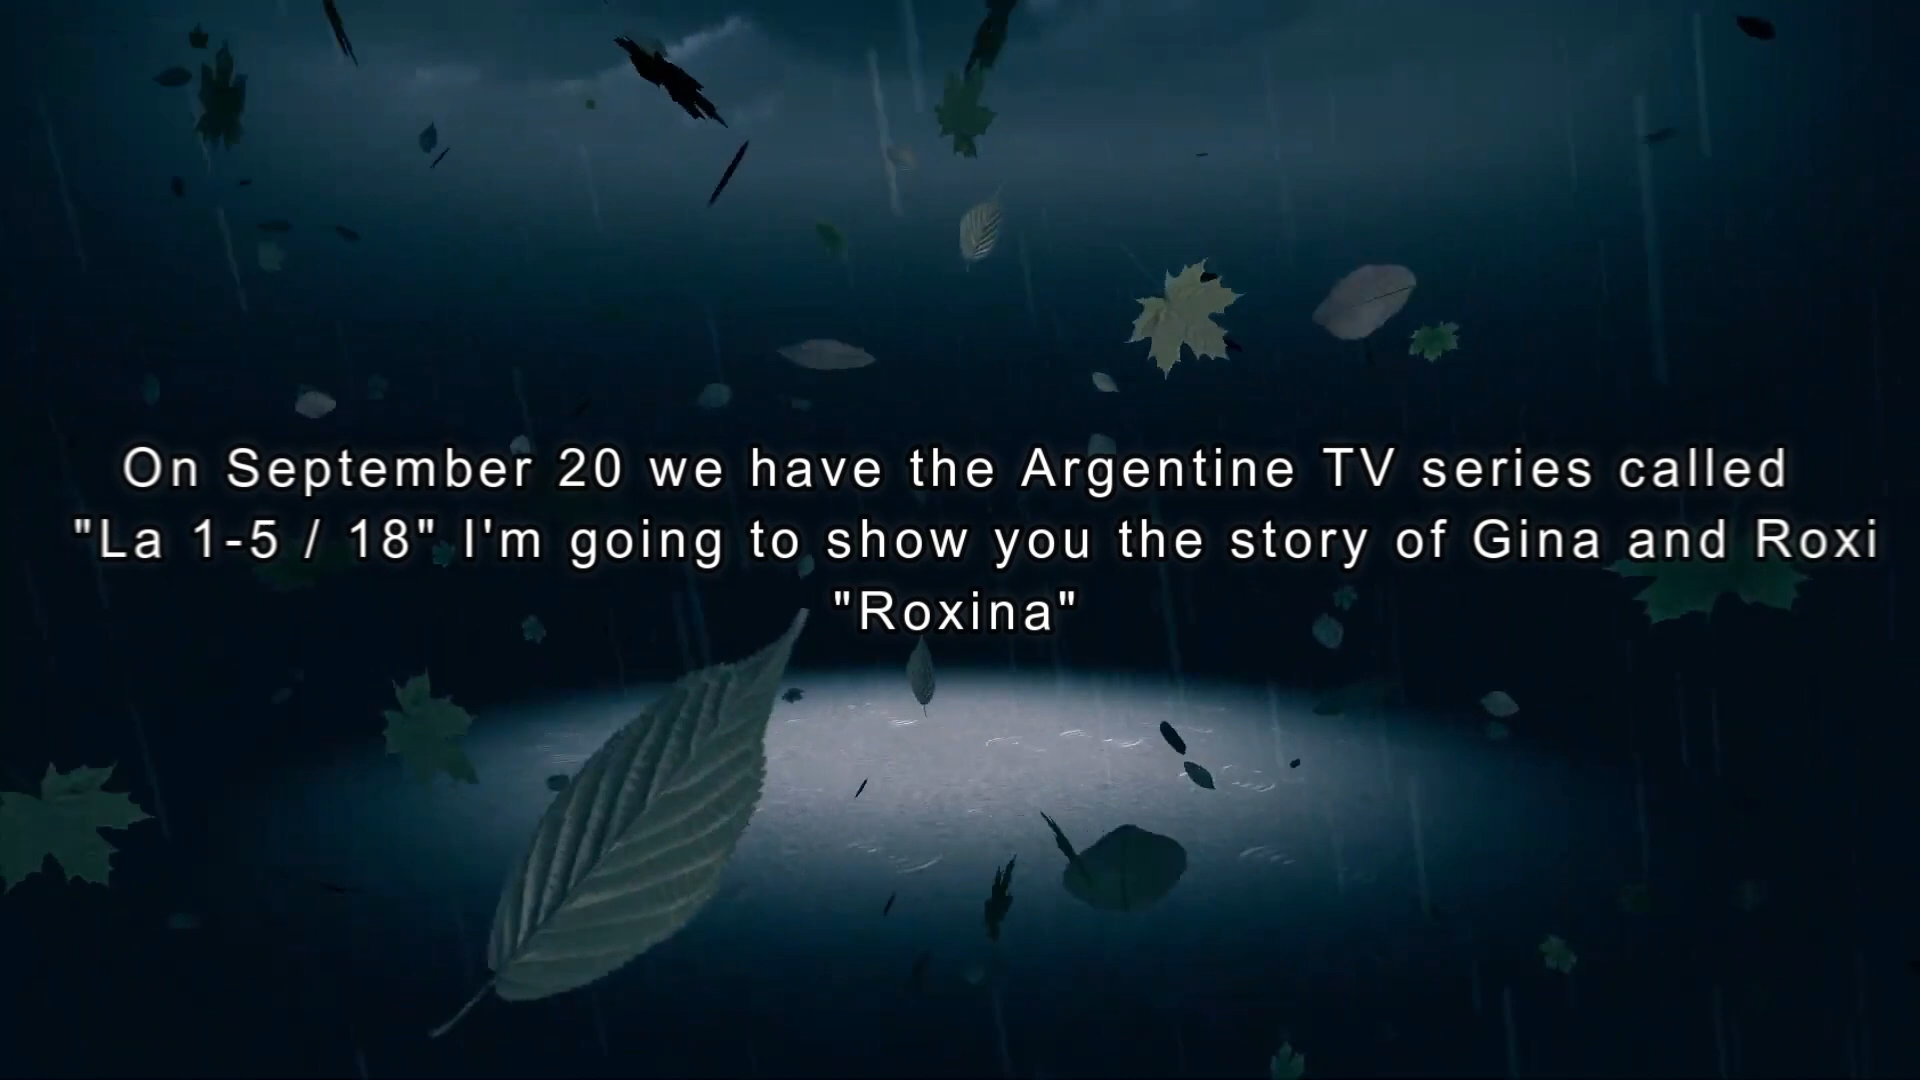 On September 20 we have the Argentine TV series called
"La 1-5 / 18" I'm going to show you the story of Gina and Roxi
"Roxina"